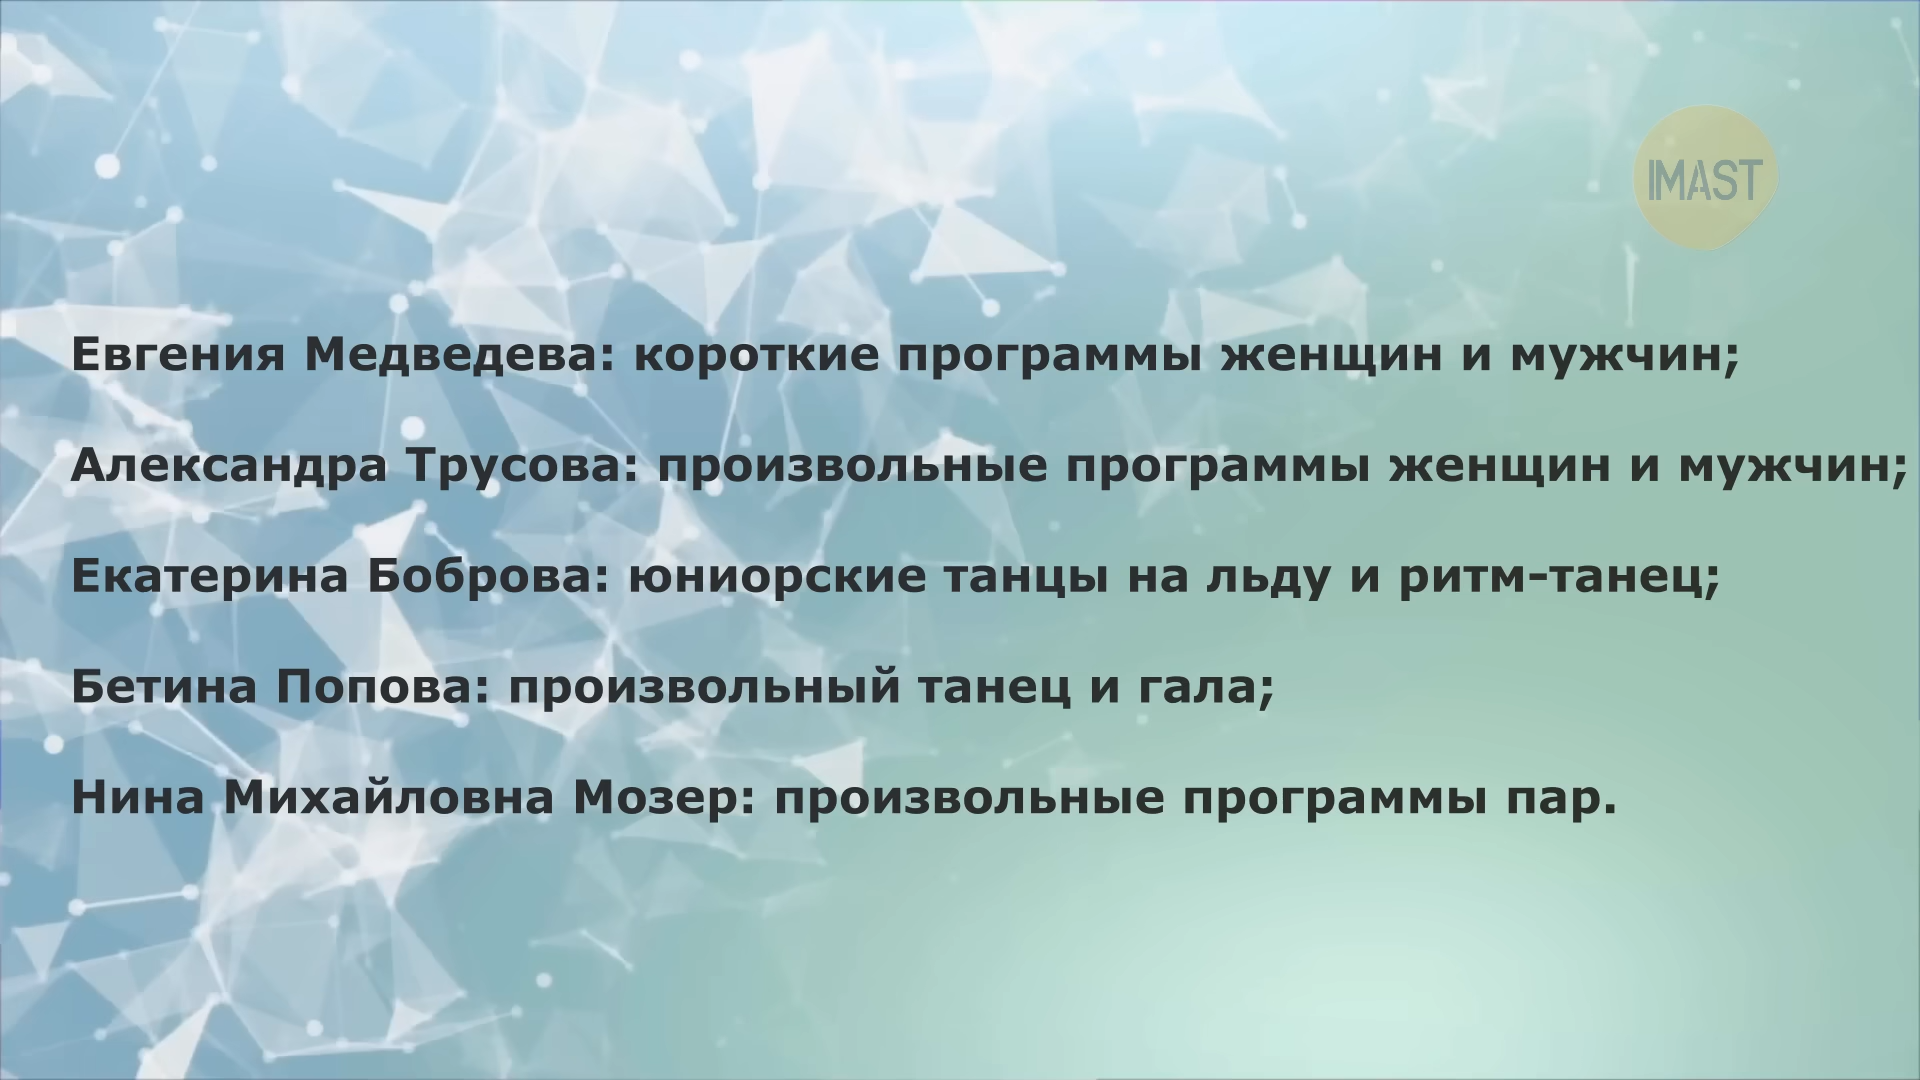 IMAST
Евгения Медведева: короткие программы женщин и мужчин;
Александра Трусова: произвольные программы женщин и мужчин;
Екатерина Боброва: юниорские танцы на льду и ритм-танец;
Бетина Попова: произвольный танец и гала;
Нина Михайловна Мозер: произвольные программы пар.